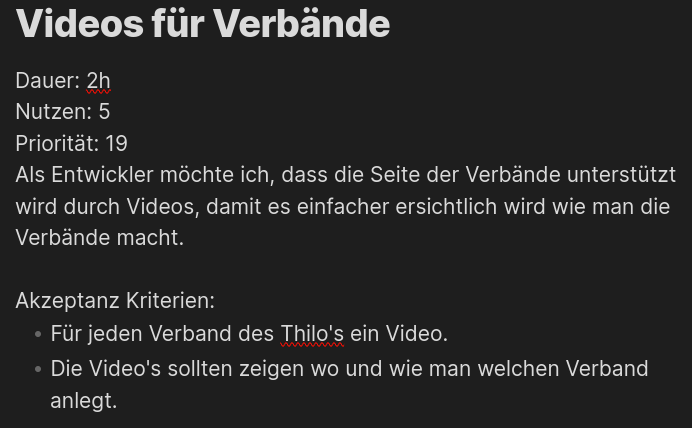 Videos für Verbände
Dauer: 2h
Nutzen: 5
Priorität: 19
Als Entwickler möchte ich, dass die Seite der Verbände unterstützt
wird durch Videos, damit es einfacher ersichtlich wird wie man die
Verbände macht.
Akzeptanz Kriterien:
• Für jeden Verband des Thilo's ein Video.
• Die Video's sollten zeigen wo und wie man welchen Verband
anlegt.